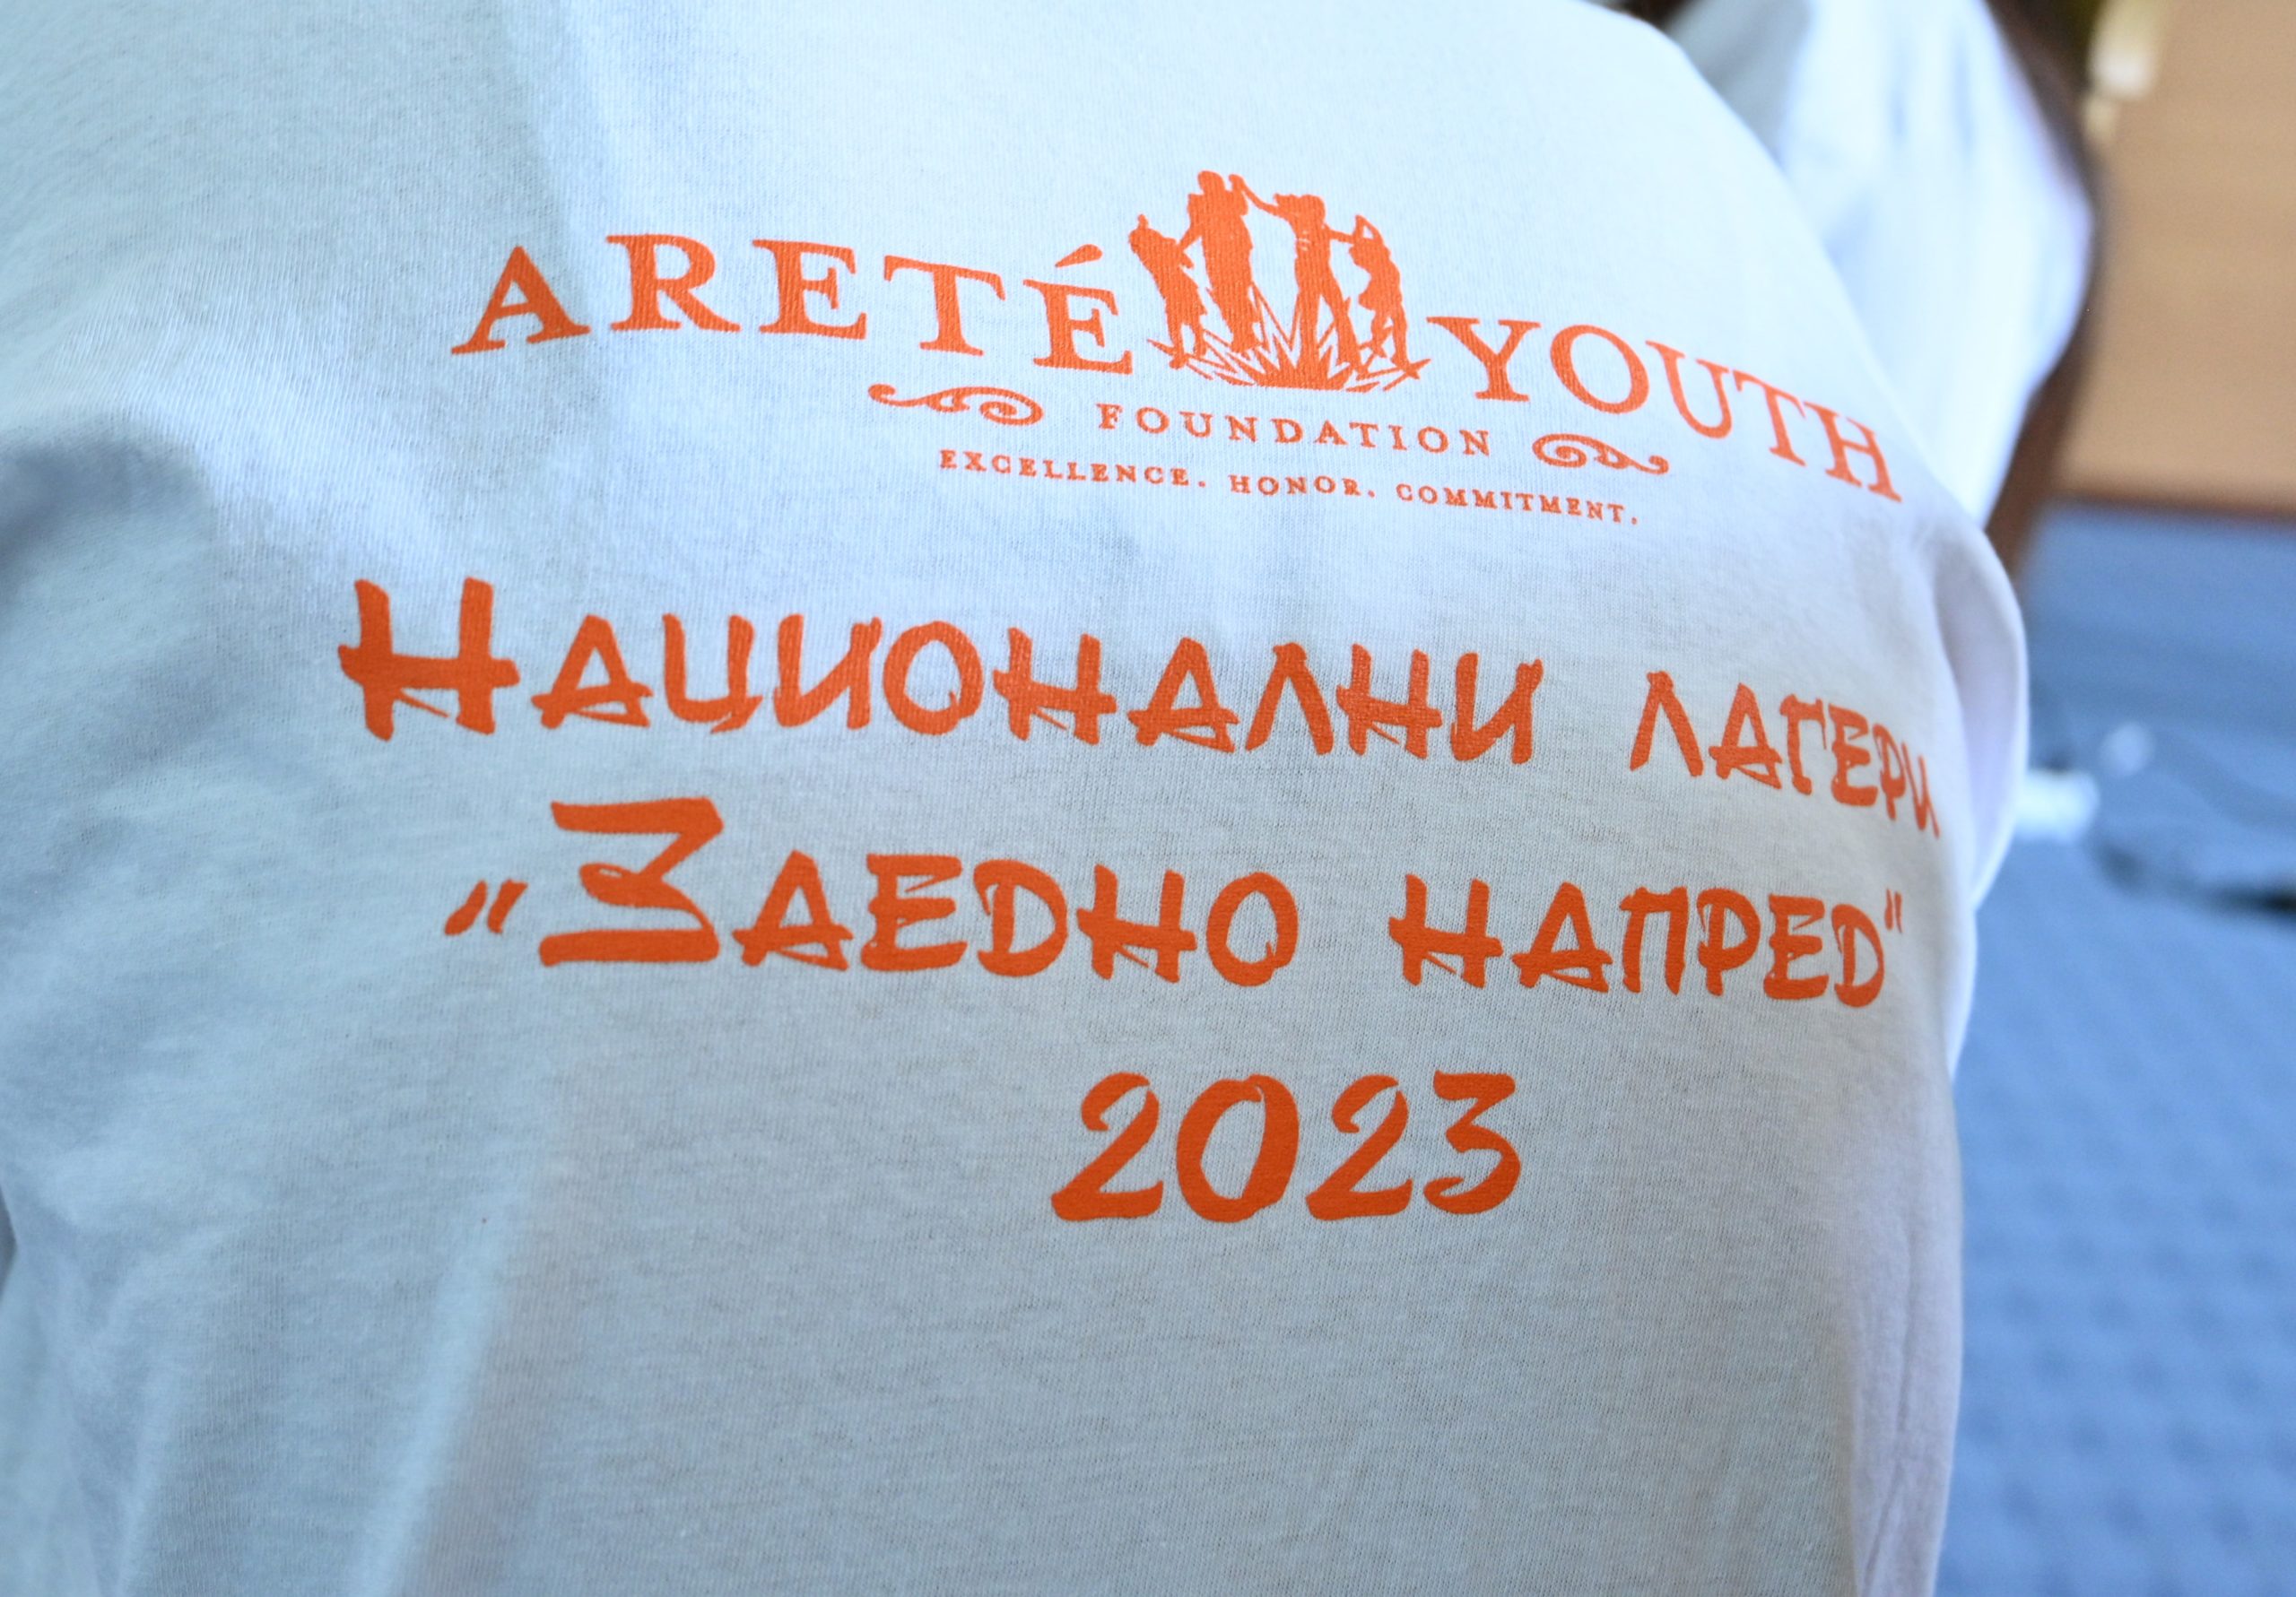 ARETÉ YOUTH
FOUNDATION
EXCELLENCE. HONOR. COMMITMENT.
Национални лагери
„Заедно напред"
2023